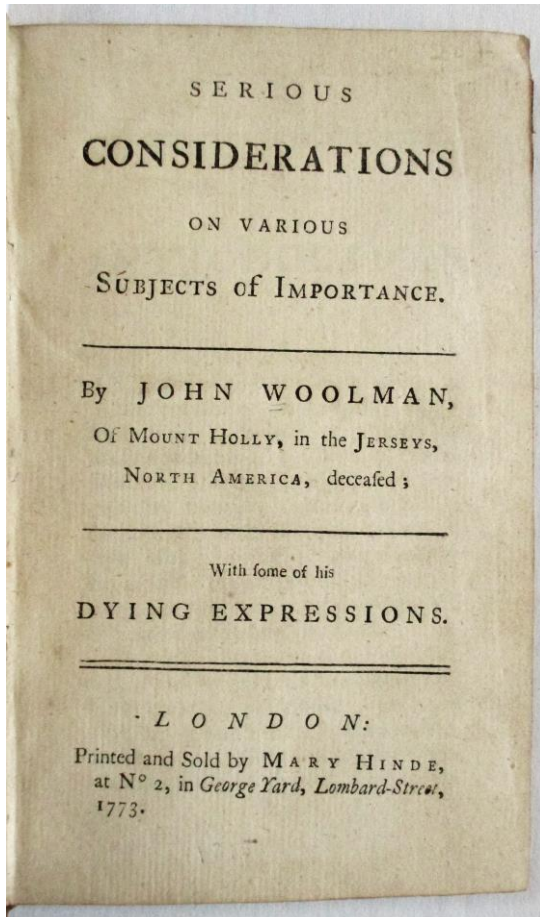 SERIOUS
CONSIDERATIONS
ON VARIOUS
SUBJECTS of IMPORTANCE.
By JOHN WOOLMAN,
Of MOUNT HOLLY, in the JERSEYS,
NORTH AMERICA, deceaſed;
With ſome of his
DYING EXPRESSIONS.
LONDON:
Printed and Sold by MARY HINDE,
at N° 2, in George Yard, Lombard-Street,
1773.